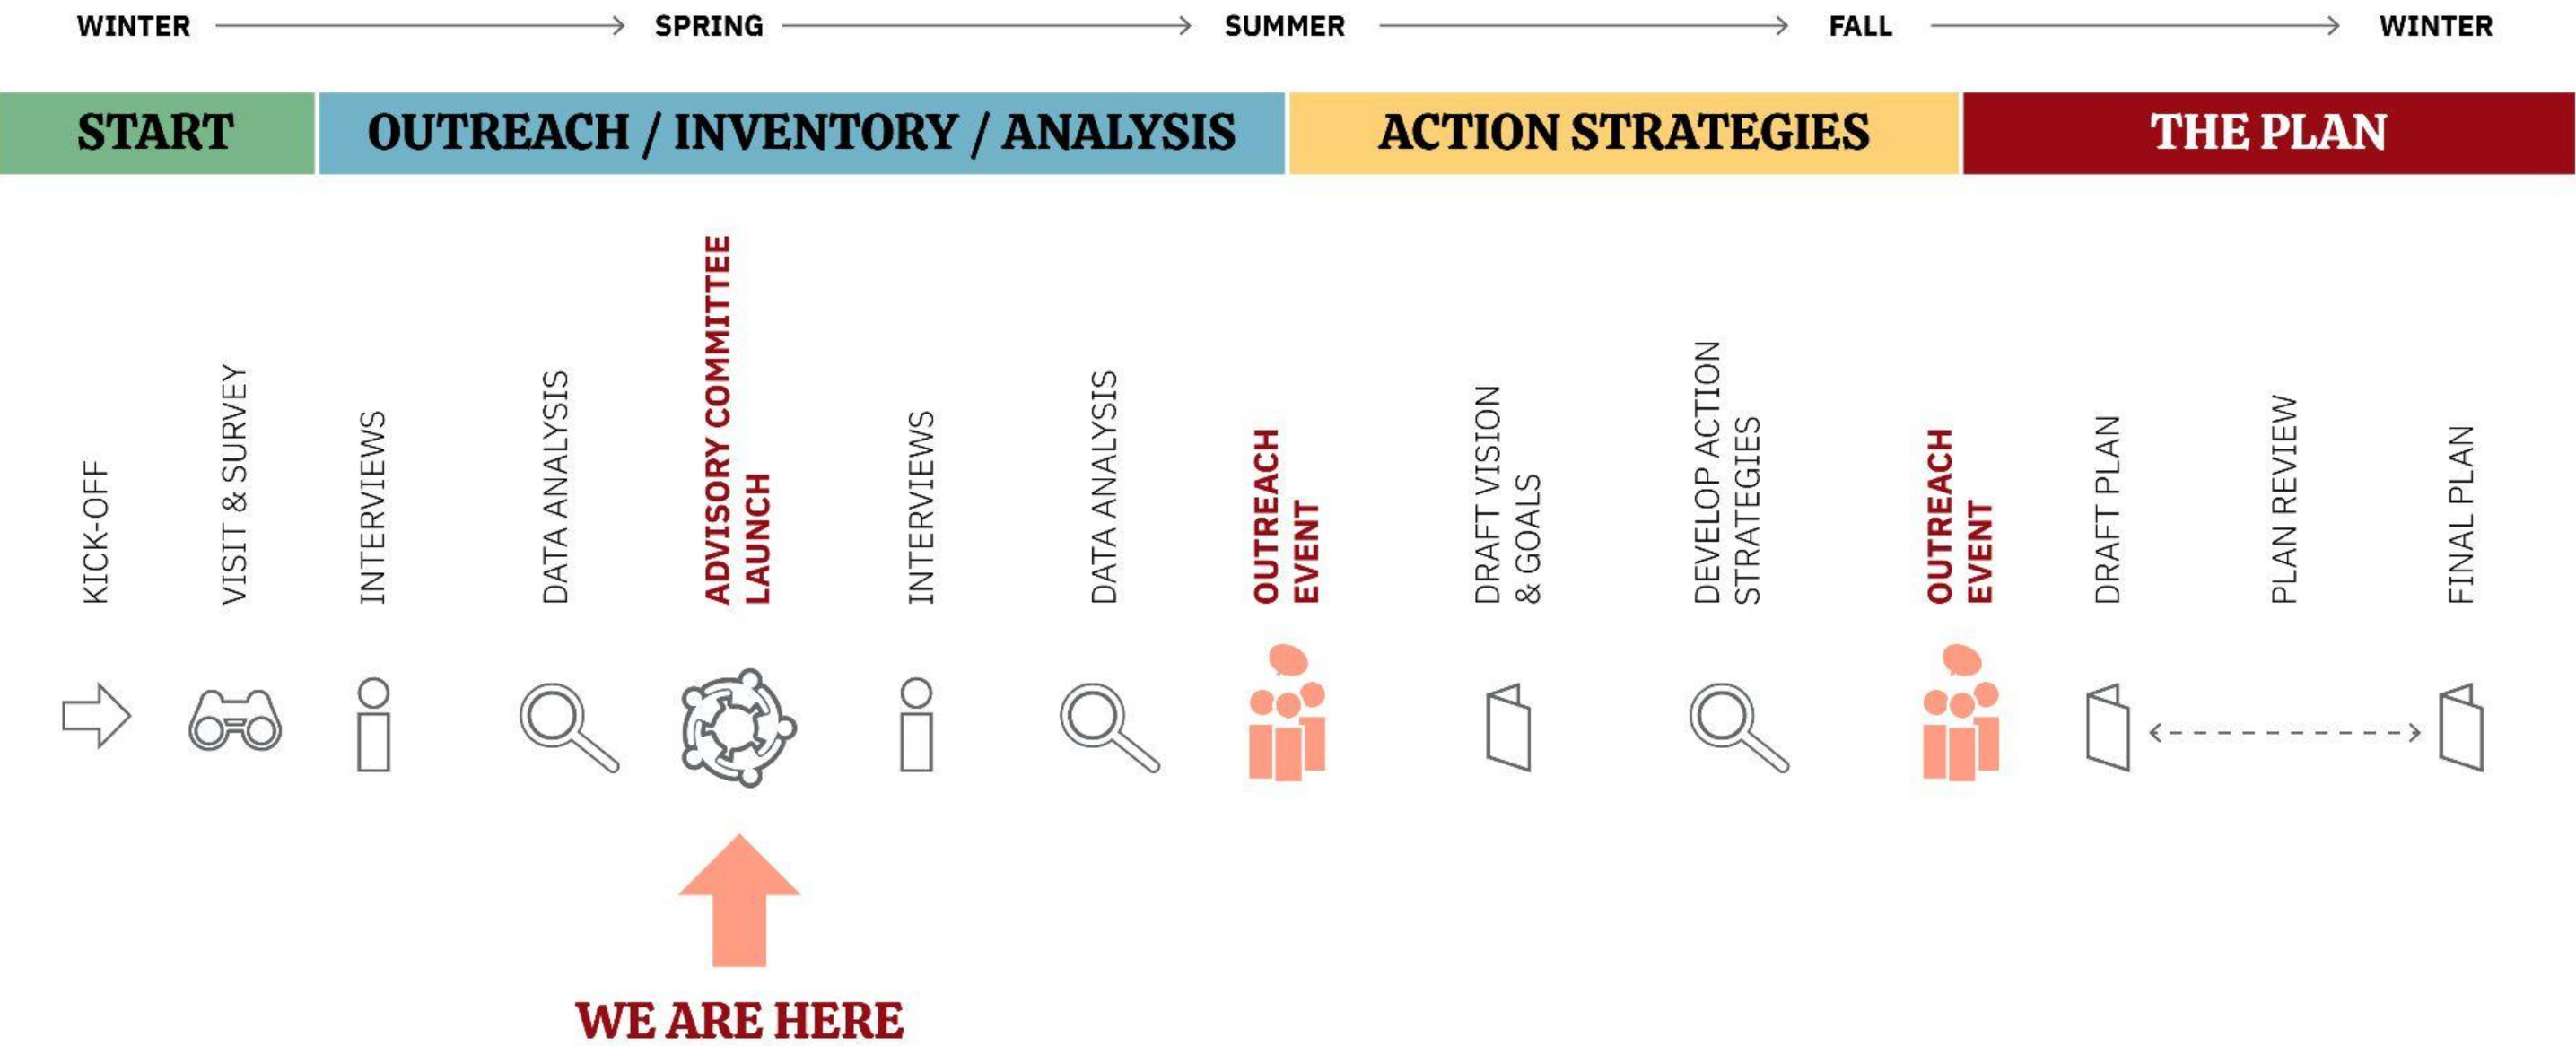 WINTER
SPRING
SUMMER
FALL
WINTER
START
OUTREACH / INVENTORY / ANALYSIS
ACTION STRATEGIES
THE PLAN
KICK-OFF
VISIT & SURVEY
INTERVIEWS
DATA ANALYSIS
ADVISORY COMMITTEE
LAUNCH
INTERVIEWS
DATA ANALYSIS
OUTREACH
EVENT
DRAFT VISION
& GOALS
DEVELOP ACTION
STRATEGIES
OUTREACH
EVENT
DRAFT PLAN
PLAN REVIEW
FINAL PLAN
WE ARE HERE